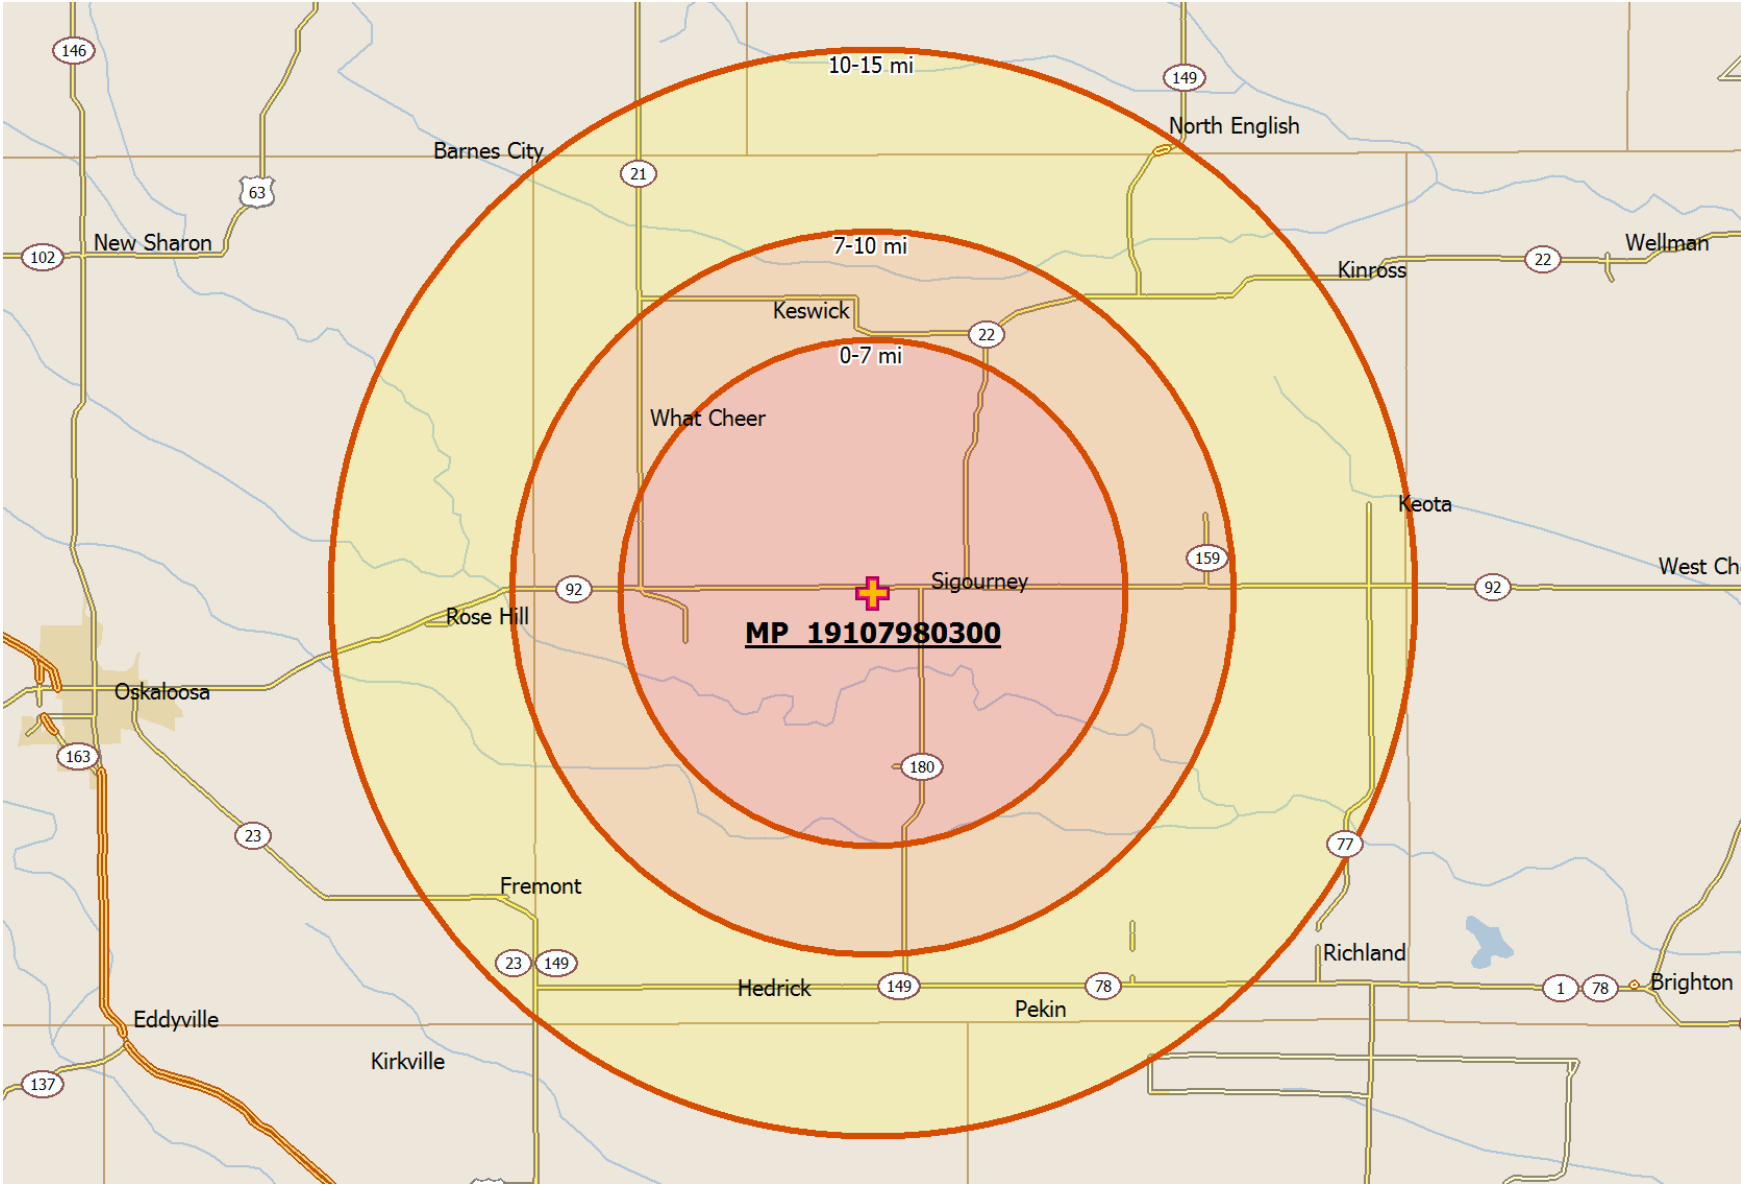 146
10-15 mi
149
North English
Barnes City
21
63
New Sharon
102
7-10 mi
Wellman
22
Kinross
Keswick
22
0-7 mi
What Cheer
Keota
159
West Ch
92
Sigourney
92
Rose Hill
MP 19107980300
Oskaloosa
163
180
23
77
Fremont
23
149
Richland
Hedrick
149
78
1
78
Brighton
Pekin
Eddyville
Kirkville
137